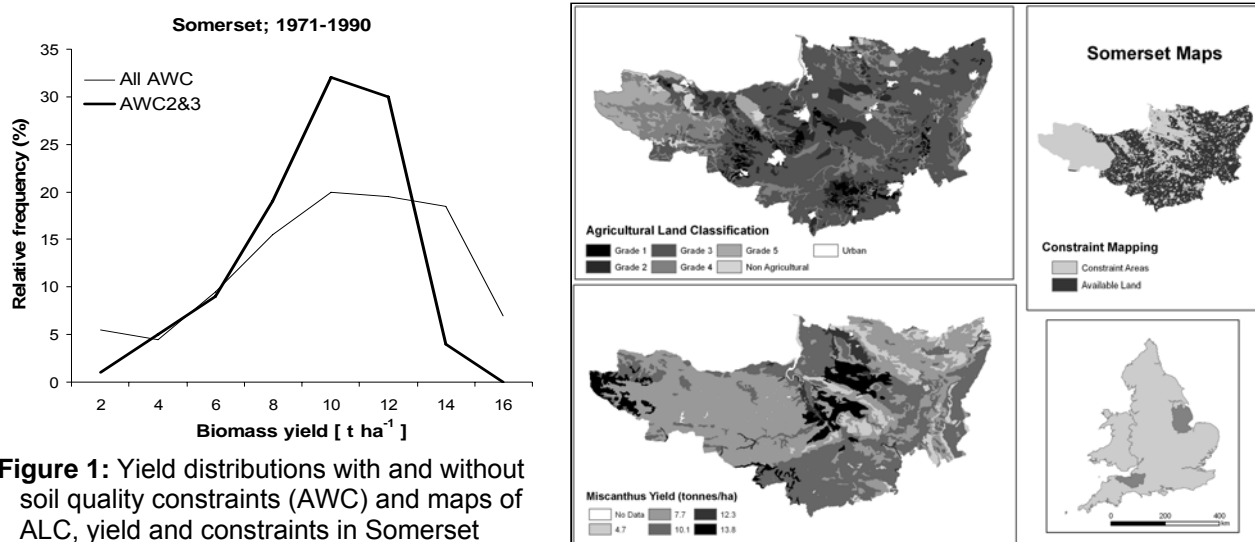 Somerset; 1971-1990
35
30
25
20
15
10
5
0
Relative frequency (%)
All AWC
AWC2&3
2 4 6 8 10 12 14 16
Biomass yield [ t ha⁻¹ ]
Figure 1: Yield distributions with and without
soil quality constraints (AWC) and maps of
ALC, yield and constraints in Somerset
Agricultural Land Classification
Grade 1 Grade 3 Grade 5 Urban
Grade 2 Grade 4 Non Agricultural
Miscanthus Yield (tonnes/ha)
No Data 7.7 12.3
4.7 10.1 13.8
Somerset Maps
Constraint Mapping
Constraint Areas
Available Land
0 200 400
km